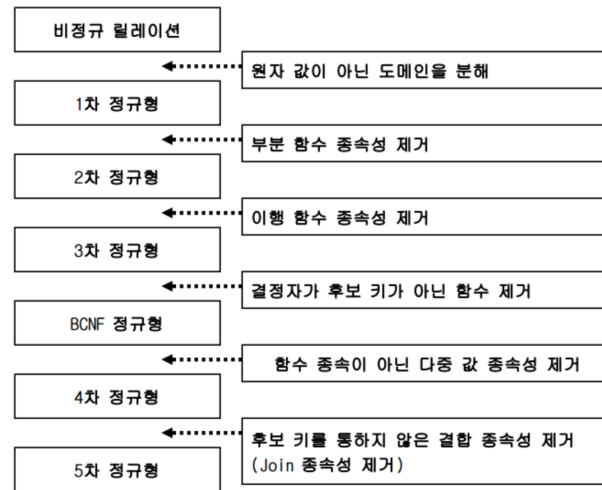 비정규 릴레이션
원자 값이 아닌 도메인을 분해
1차 정규형
부분 함수 종속성 제거
2차 정규형
이행 함수 종속성 제거
3차 정규형
결정자가 후보 키가 아닌 함수 제거
BCNF 정규형
함수 종속이 아닌 다중 값 종속성 제거
4차 정규형
후보 키를 통하지 않은 결합 종속성 제거
(Join 종속성 제거)
5차 정규형